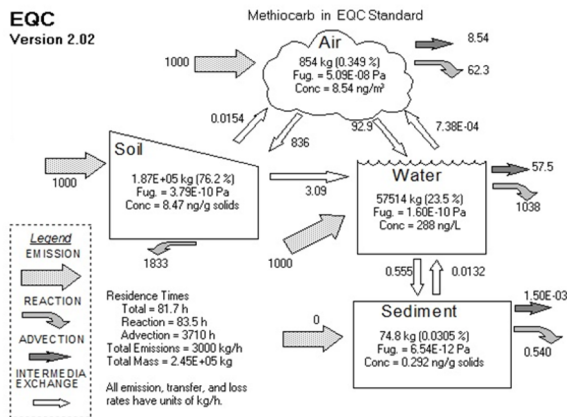 EQC
Version 2.02
Methiocarb in EQC Standard
Air
854 kg (0.349 %)
Fug. = 5.09E-08 Pa
Conc = 8.54 ng/m³
1000
8.54
62.3
0.0154
836
92.9
7.38E-04
Soil
1.87E+05 kg (76.2 %)
Fug. = 3.79E-10 Pa
Conc = 8.47 ng/g solids
1000
3.09
1833
Water
57514 kg (23.5 %)
Fug. = 1.60E-10 Pa
Conc = 288 ng/L
57.5
1038
1000
0.555
0.0132
Sediment
74.8 kg (0.0305 %)
Fug. = 6.54E-12 Pa
Conc = 0.292 ng/g solids
0
1.50E-03
0.540
Legend
EMISSION
REACTION
ADVECTION
INTERMEDIA
EXCHANGE
Residence Times
Total = 81.7 h
Reaction = 83.5 h
Advection = 3710 h
Total Emissions = 3000 kg/h
Total Mass = 2.45E+05 kg
All emission, transfer, and loss
rates have units of kg/h.